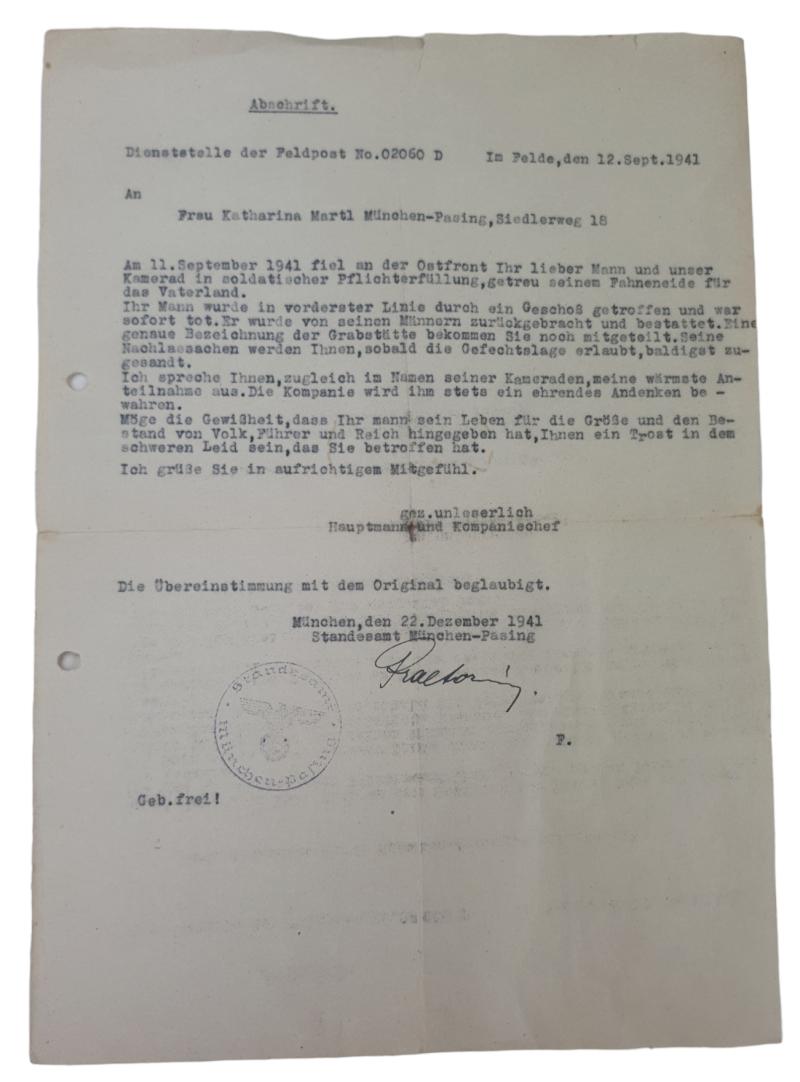 Abschrift.
Dienststelle der Feldpost No.02060 D Im Felde,den 12.Sept.1941
An
Frau Katharina Martl München-Pasing,Siedlerweg 18
Am 11.September 1941 fiel an der Ostfront Ihr lieber Mann und unser
Kamerad in soldatischer Pflichterfüllung,getreu seinem Fahneneide für
das Vaterland.
Ihr Mann wurde in vorderster Linie durch ein Geschoß getroffen und war
sofort tot.Er wurde von seinen Männern zurückgebracht und bestattet.Eine
genaue Bezeichnung der Grabstätte bekommen Sie noch mitgeteilt.Seine
Nachlassachen werden Ihnen,sobald die Gefechtslage erlaubt,baldigst zu-
gesandt.
Ich spreche Ihnen,zugleich im Namen seiner Kameraden,meine wärmste An-
teilnahme aus.Die Kompanie wird ihm stets ein ehrendes Andenken be -
wahren.
Möge die Gewißheit,dass Ihr mann sein Leben für die Größe und den Be-
stand von Volk,Führer und Reich hingegeben hat,Ihnen ein Trost in dem
schweren Leid sein,das Sie betroffen hat.
Ich grüße Sie in aufrichtigem Mitgefühl.
gez.unleserlich
Hauptmann und Kompaniechef
Die Übereinstimmung mit dem Original beglaubigt.
München,den 22.Dezember 1941
Standesamt München-Pasing
Standesamt
München-Pasing
F.
Geb.frei!